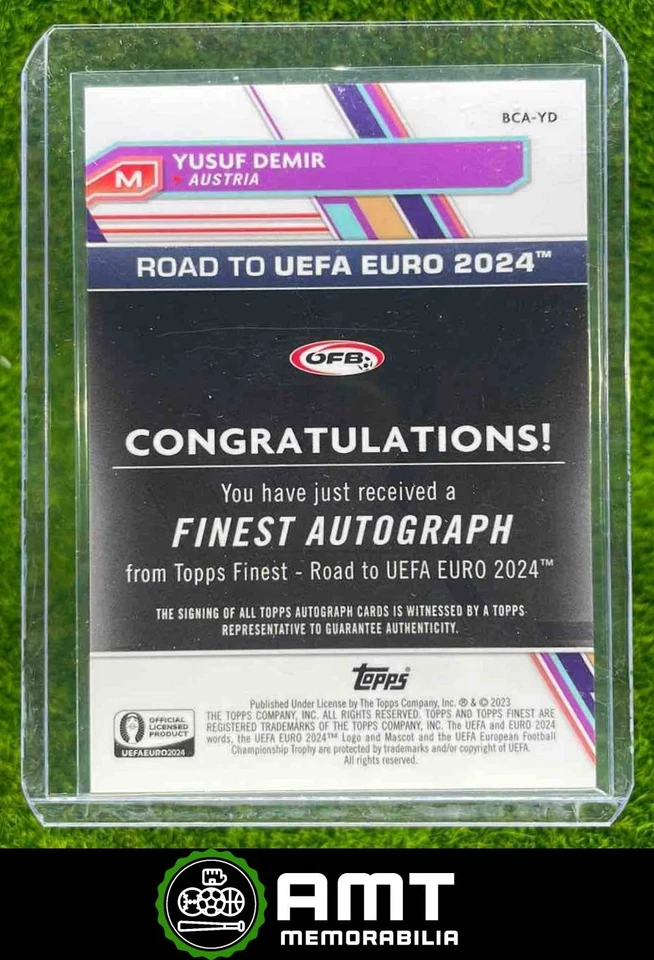 BCA-YD
YUSUF DEMIR
M
AUSTRIA
ROAD TO UEFA EURO 2024™
ÖFB
CONGRATULATIONS!
You have just received a
FINEST AUTOGRAPH
from Topps Finest - Road to UEFA EURO 2024™
THE SIGNING OF ALL TOPPS AUTOGRAPH CARDS IS WITNESSED BY A TOPPS
REPRESENTATIVE TO GUARANTEE AUTHENTICITY.
topps®
Published Under License by The Topps Company, Inc. ® & © 2023
THE TOPPS COMPANY, INC. ALL RIGHTS RESERVED. TOPPS AND TOPPS FINEST ARE
REGISTERED TRADEMARKS OF THE TOPPS COMPANY, INC. The UEFA and EURO 2024
words, the UEFA EURO 2024™ Logo and Mascot and the UEFA European Football
Championship Trophy are protected by trademarks and/or copyright of UEFA.
All rights reserved.
OFFICIAL
LICENSED
PRODUCT
UEFAEURO2024
AMT
MEMORABILIA